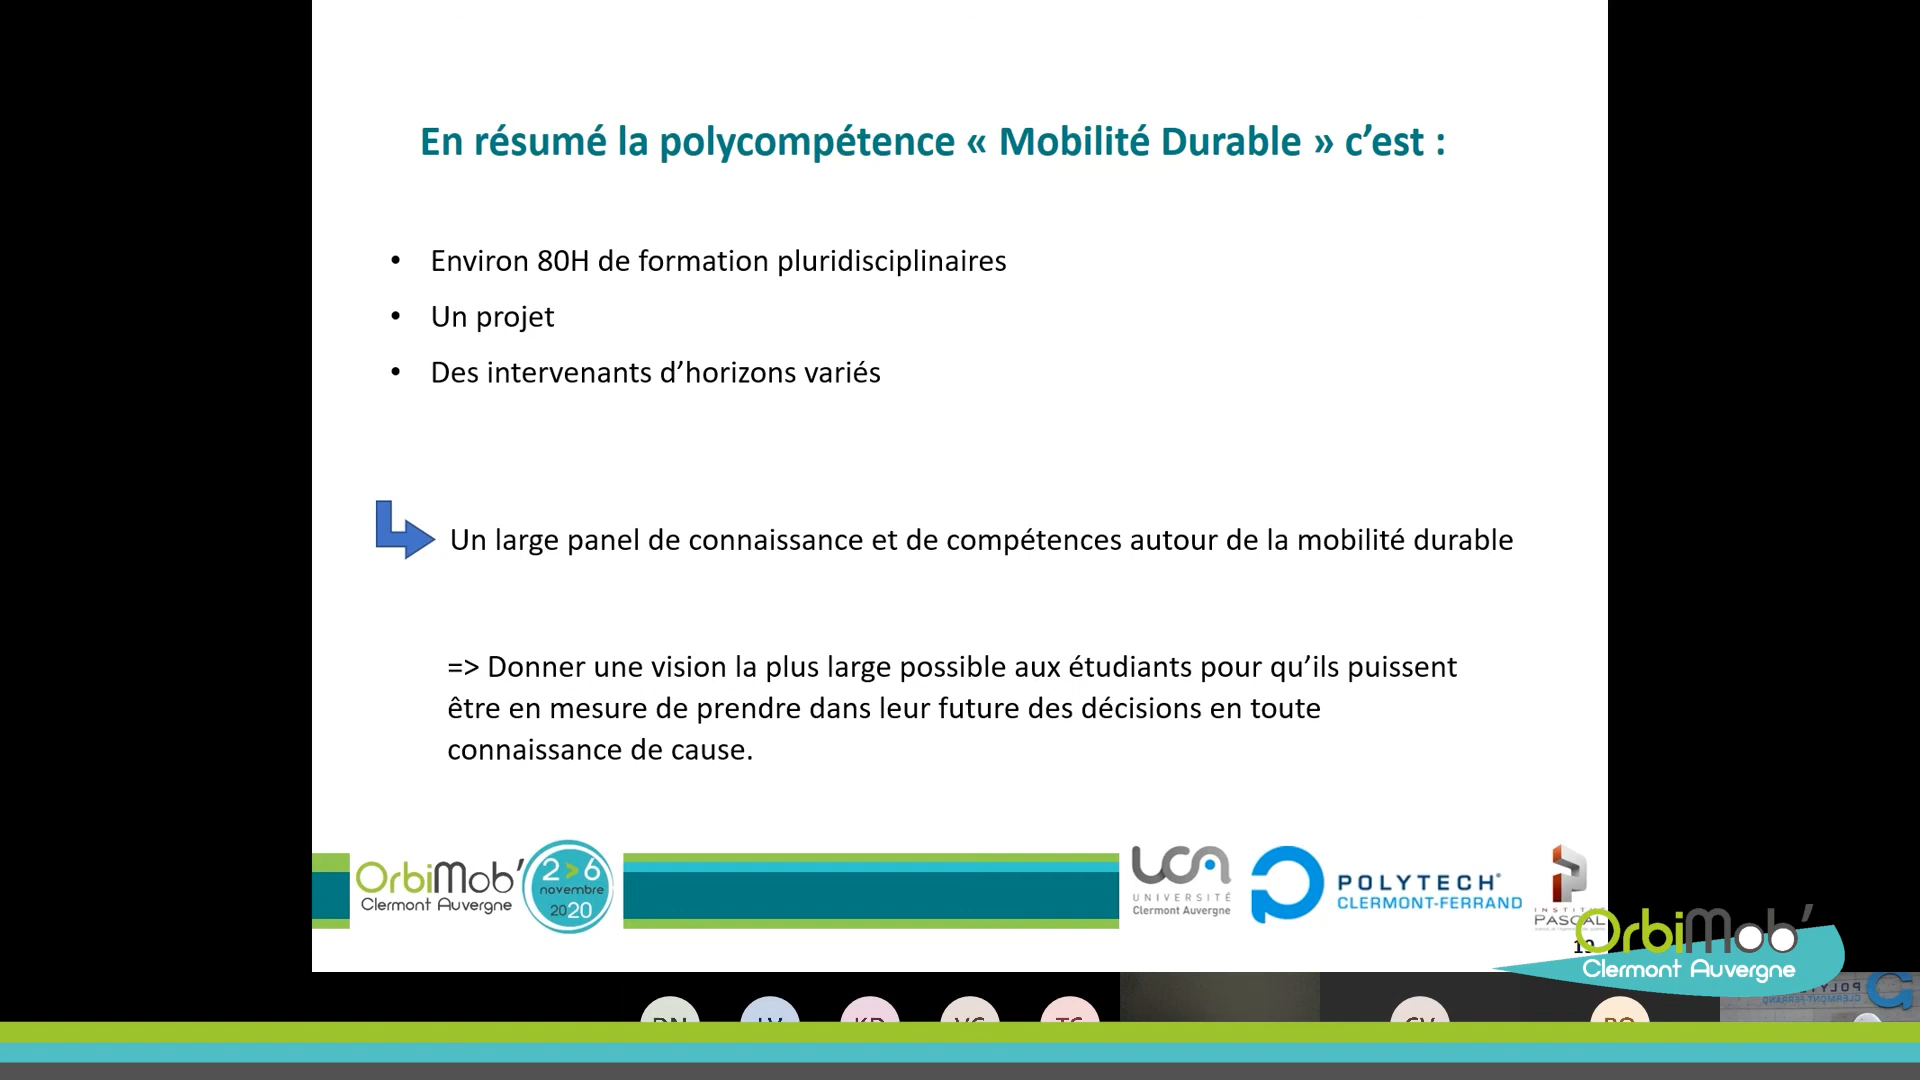 En résumé la polycompétence « Mobilité Durable » c’est :
• Environ 80H de formation pluridisciplinaires
• Un projet
• Des intervenants d’horizons variés
Un large panel de connaissance et de compétences autour de la mobilité durable
=> Donner une vision la plus large possible aux étudiants pour qu’ils puissent
être en mesure de prendre dans leur future des décisions en toute
connaissance de cause.
OrbiMob’
Clermont Auvergne
2>6
novembre
2020
UCA
UNIVERSITÉ
Clermont Auvergne
POLYTECH
CLERMONT-FERRAND
INSTITUT
PASCAL
OrbiMob’
Clermont Auvergne